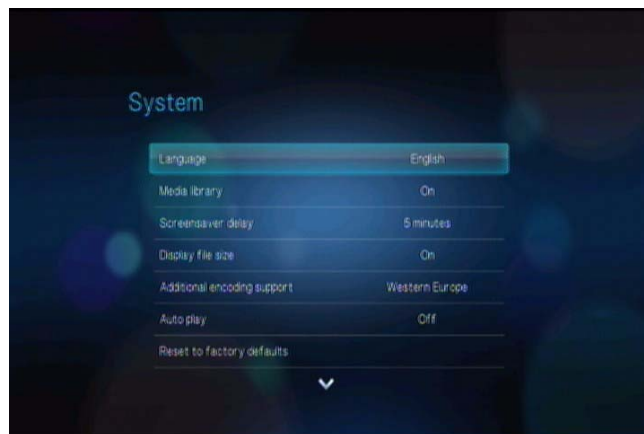 System
Language English
Media library On
Screensaver delay 5 minutes
Display file size On
Additional encoding support Western Europe
Auto play Off
Reset to factory defaults